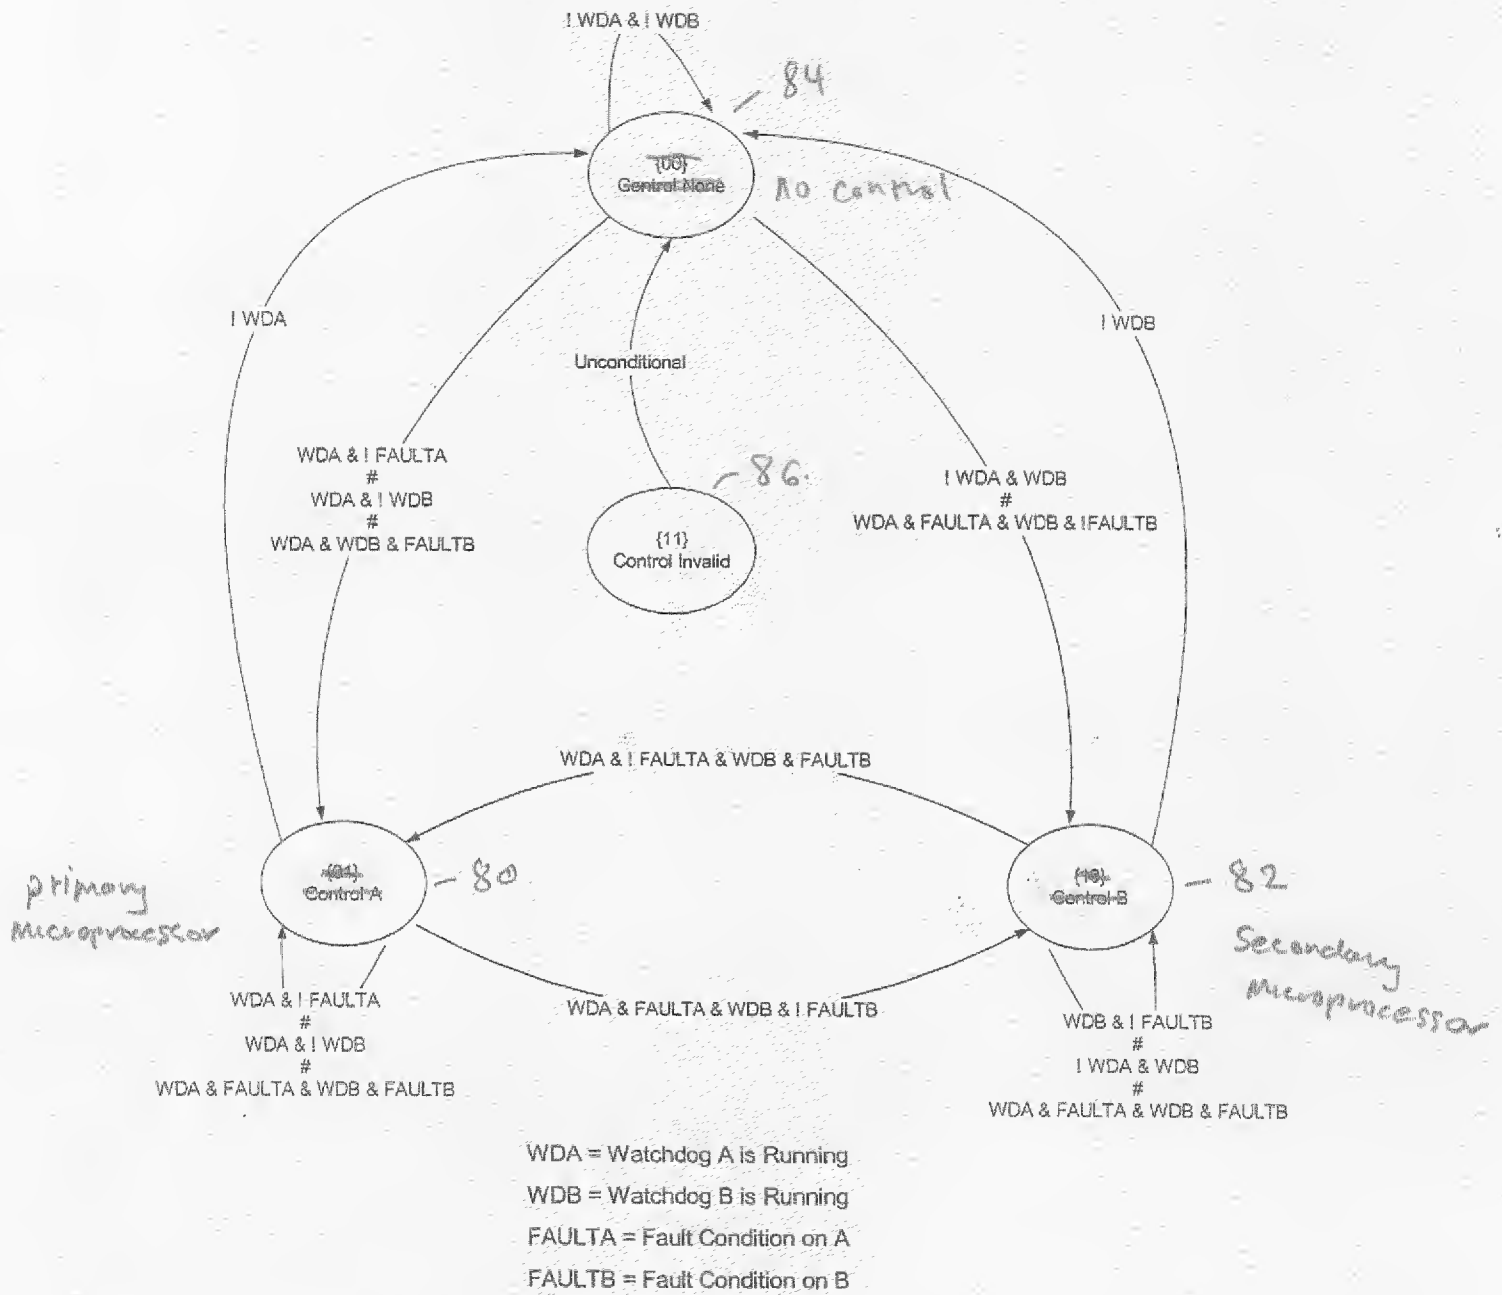 ! WDA & ! WDB
84
{00}
Control None
no control
! WDA
! WDB
Unconditional
WDA & ! FAULTA
#
WDA & ! WDB
#
WDA & WDB & FAULTB
86.
! WDA & WDB
#
WDA & FAULTA & WDB & !FAULTB
{11}
Control Invalid
WDA & ! FAULTA & WDB & FAULTB
{01}
Control A
80
primary
Microprocessor
{10}
Control B
82
Secondary
Microprocessor
WDA & ! FAULTA
#
WDA & ! WDB
#
WDA & FAULTA & WDB & FAULTB
WDA & FAULTA & WDB & ! FAULTB
WDB & ! FAULTB
#
! WDA & WDB
#
WDA & FAULTA & WDB & FAULTB
WDA = Watchdog A is Running
WDB = Watchdog B is Running
FAULTA = Fault Condition on A
FAULTB = Fault Condition on B